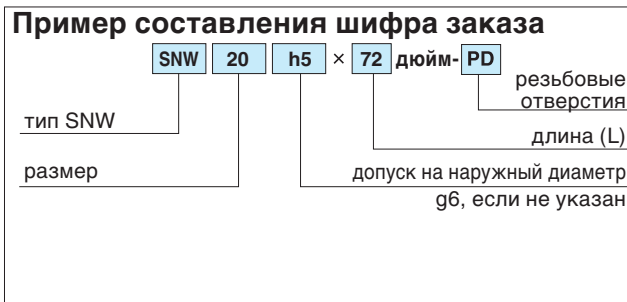 Пример составления шифра заказа
SNW 20 h5 × 72 дюйм- PD
резьбовые
отверстия
тип SNW
длина (L)
размер
допуск на наружный диаметр
g6, если не указан